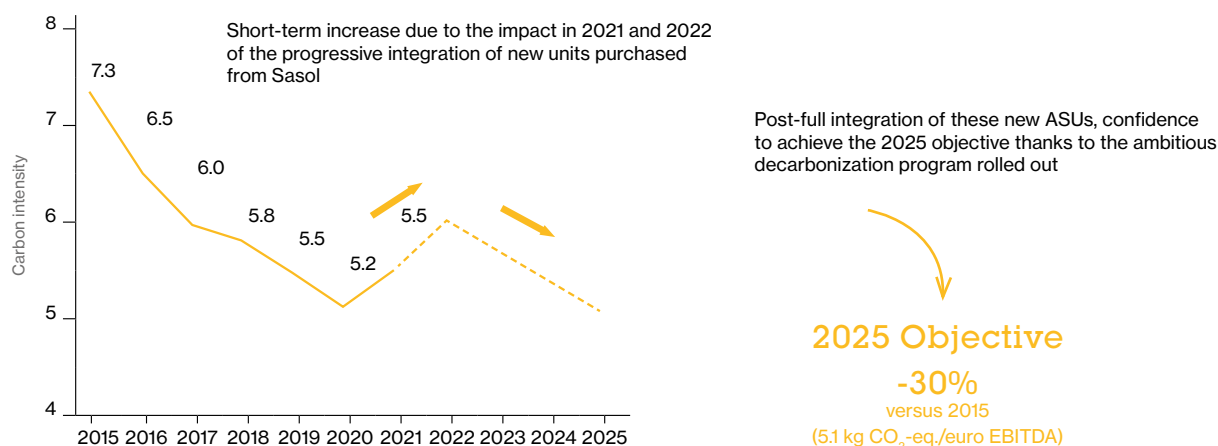 8
Short-term increase due to the impact in 2021 and 2022
of the progressive integration of new units purchased
from Sasol
7.3
7
6.5
6.0
6
5.8
5.5
5.2
5.5
5
4
Carbon intensity
2015 2016 2017 2018 2019 2020 2021 2022 2023 2024 2025
Post-full integration of these new ASUs, confidence
to achieve the 2025 objective thanks to the ambitious
decarbonization program rolled out
2025 Objective
-30%
versus 2015
(5.1 kg CO₂-eq./euro EBITDA)